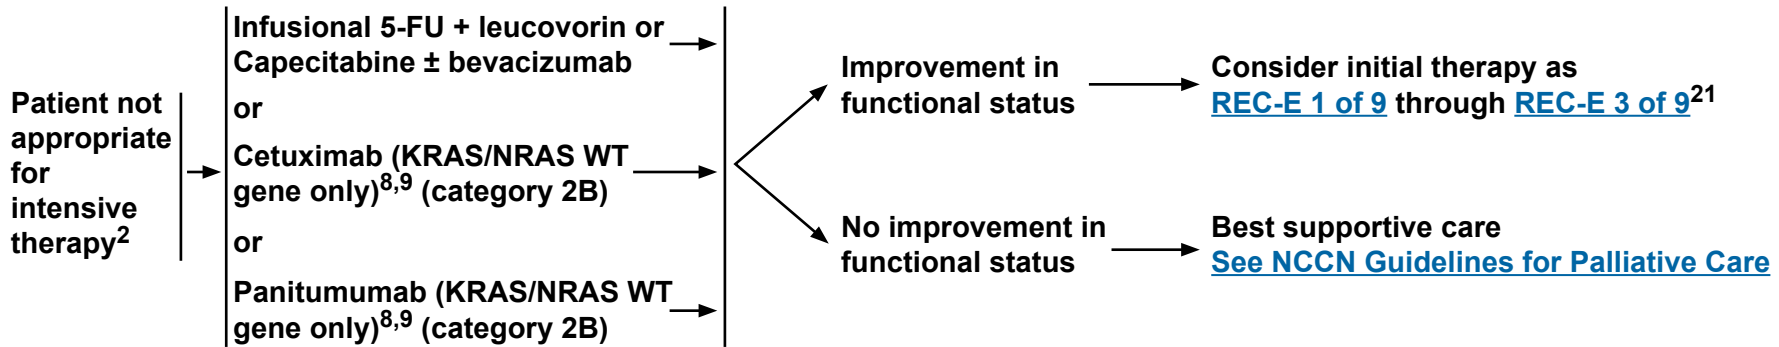 Patient not
appropriate
for
intensive
therapy2
Infusional 5-FU + leucovorin or
Capecitabine ± bevacizumab
or
Cetuximab (KRAS/NRAS WT
gene only)8,9 (category 2B)
or
Panitumumab (KRAS/NRAS WT
gene only)8,9 (category 2B)
Improvement in
functional status
Consider initial therapy as
REC-E 1 of 9 through REC-E 3 of 921
No improvement in
functional status
Best supportive care
See NCCN Guidelines for Palliative Care